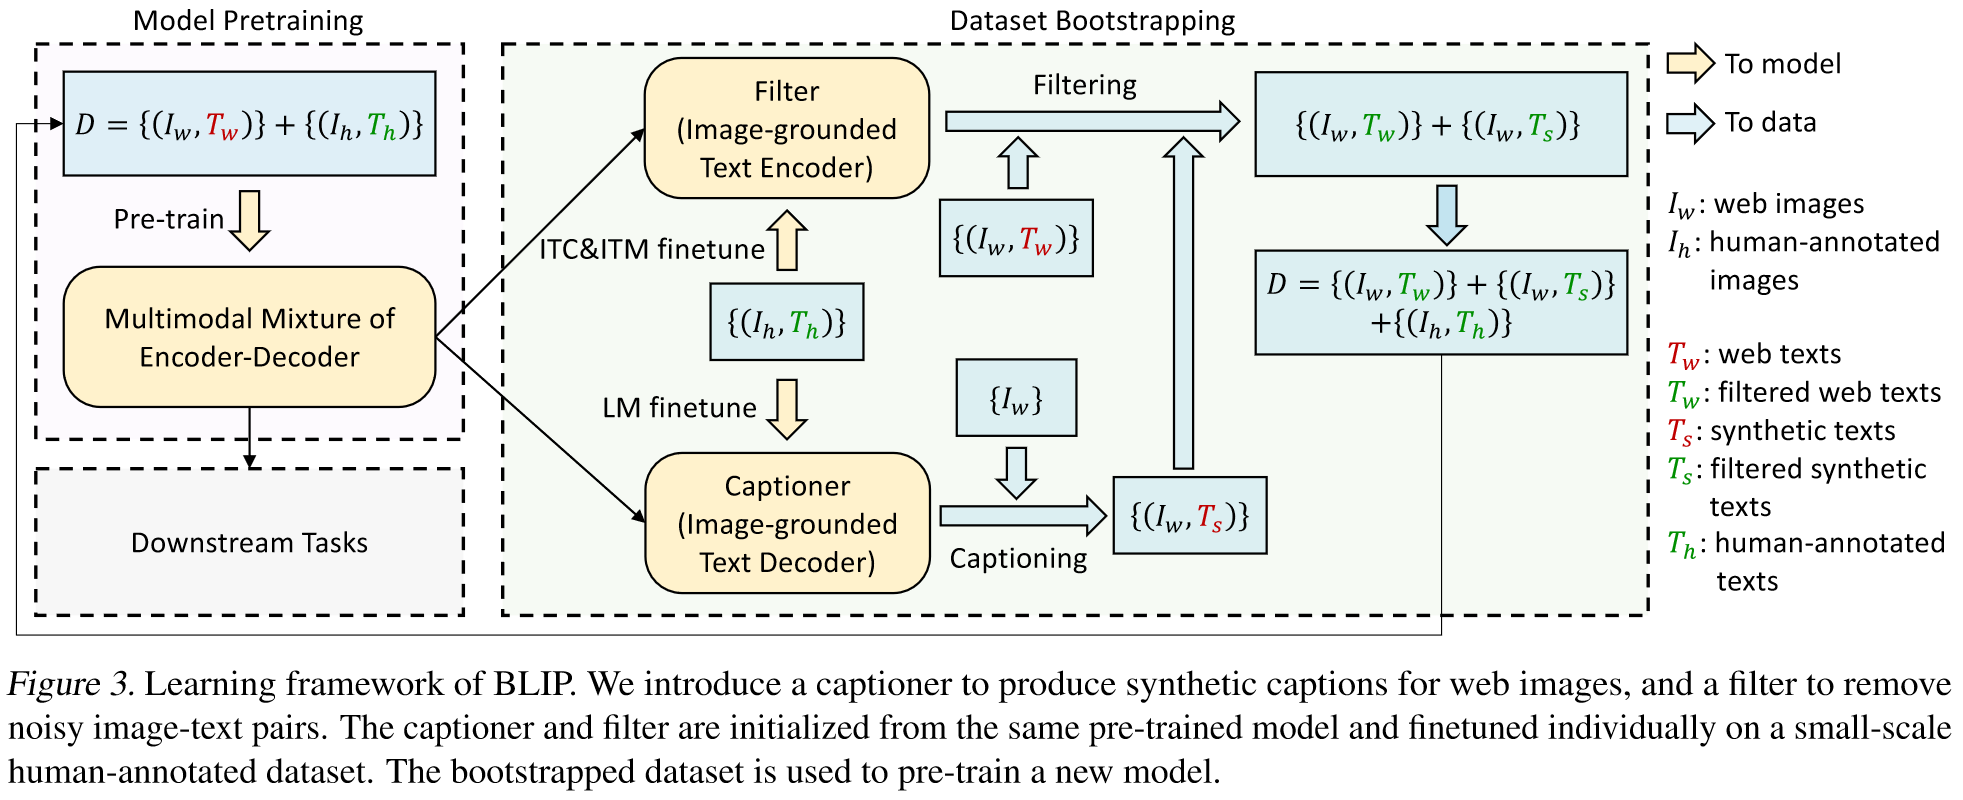 Model Pretraining
D = {(I_w, T_w)} + {(I_h, T_h)}
Pre-train
Multimodal Mixture of
Encoder-Decoder
Downstream Tasks
Dataset Bootstrapping
Filter
(Image-grounded
Text Encoder)
ITC&ITM finetune
{(I_h, T_h)}
LM finetune
Captioner
(Image-grounded
Text Decoder)
Filtering
{(I_w, T_w)}
{I_w}
Captioning
{(I_w, T_s)}
{(I_w, T_w)} + {(I_w, T_s)}
D = {(I_w, T_w)} + {(I_w, T_s)}
+{(I_h, T_h)}
To model
To data
I_w: web images
I_h: human-annotated
images
T_w: web texts
T_w: filtered web texts
T_s: synthetic texts
T_s: filtered synthetic
texts
T_h: human-annotated
texts
Figure 3. Learning framework of BLIP. We introduce a captioner to produce synthetic captions for web images, and a filter to remove
noisy image-text pairs. The captioner and filter are initialized from the same pre-trained model and finetuned individually on a small-scale
human-annotated dataset. The bootstrapped dataset is used to pre-train a new model.